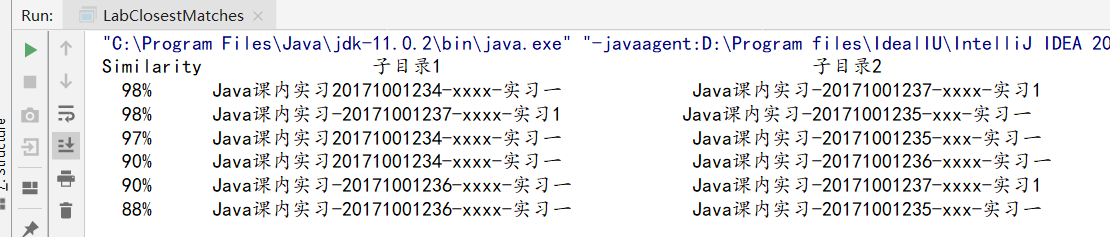 Run: LabClosestMatches
"C:\Program Files\Java\jdk-11.0.2\bin\java.exe" "-javaagent:D:\Program files\IdealIU\IntelliJ IDEA 20
Similarity 子目录1 子目录2
98% Java课内实习20171001234-xxxx-实习一 Java课内实习-20171001237-xxxx-实习1
98% Java课内实习-20171001237-xxxx-实习1 Java课内实习-20171001235-xxx-实习一
97% Java课内实习20171001234-xxxx-实习一 Java课内实习-20171001235-xxx-实习一
90% Java课内实习20171001234-xxxx-实习一 Java课内实习-20171001236-xxxx-实习一
90% Java课内实习-20171001236-xxxx-实习一 Java课内实习-20171001237-xxxx-实习1
88% Java课内实习-20171001236-xxxx-实习一 Java课内实习-20171001235-xxx-实习一
7: Structure